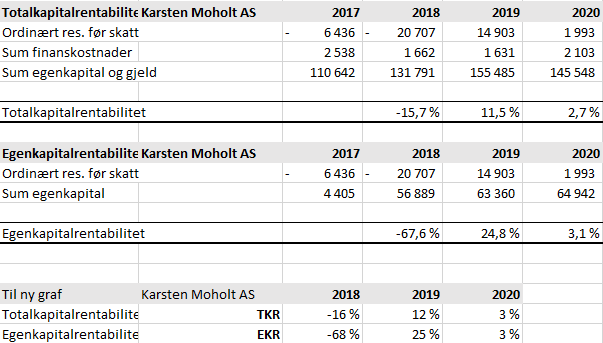 Totalkapitalrentabilite Karsten Moholt AS 2017 2018 2019 2020
Ordinært res. før skatt - 6 436 - 20 707 14 903 1 993
Sum finanskostnader 2 538 1 662 1 631 2 103
Sum egenkapital og gjeld 110 642 131 791 155 485 145 548
Totalkapitalrentabilitet -15,7 % 11,5 % 2,7 %
Egenkapitalrentabilite Karsten Moholt AS 2017 2018 2019 2020
Ordinært res. før skatt - 6 436 - 20 707 14 903 1 993
Sum egenkapital 4 405 56 889 63 360 64 942
Egenkapitalrentabilitet -67,6 % 24,8 % 3,1 %
Til ny graf Karsten Moholt AS 2018 2019 2020
Totalkapitalrentabilite TKR -16 % 12 % 3 %
Egenkapitalrentabilite EKR -68 % 25 % 3 %